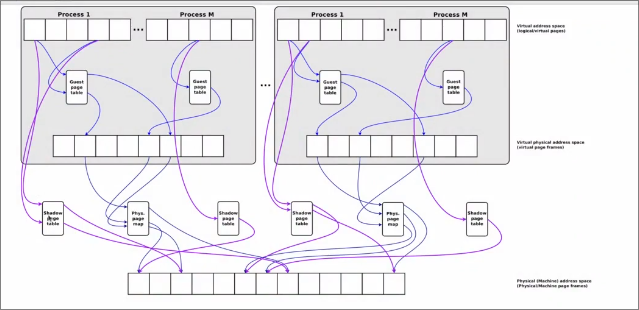 Process 1
Process M
Process 1
Process M
...
...
Virtual address space
(logical/virtual pages)
Guest
page
table
Guest
page
table
...
Guest
page
table
Guest
page
table
Virtual physical address space
(virtual page frames)
Shadow
page
table
Phys.
page
map
Shadow
page
table
Shadow
page
table
Phys.
page
map
Shadow
page
table
Physical (Machine) address space
(Physical/Machine page frames)